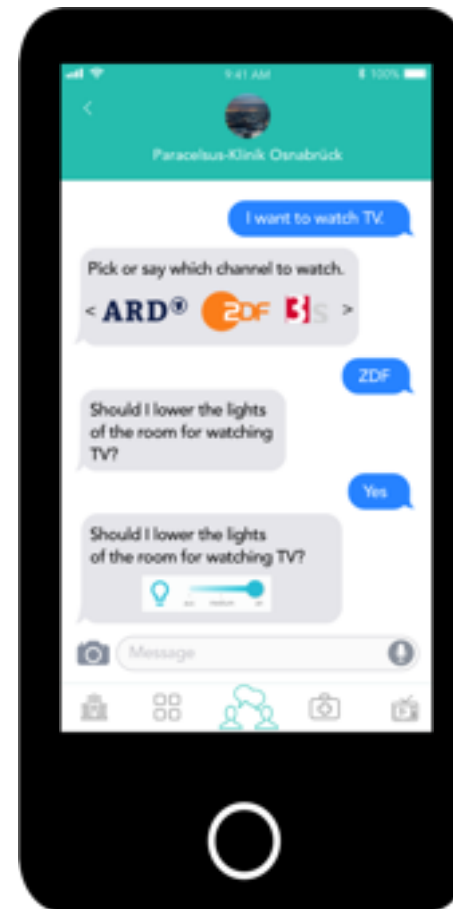 9:41 AM
100%
Paracelsus-Klinik Osnabrück
I want to watch TV.
Pick or say which channel to watch.
< ARD ZDF 3s >
ZDF
Should I lower the lights
of the room for watching
TV?
Yes
Should I lower the lights
of the room for watching TV?
medium
Message